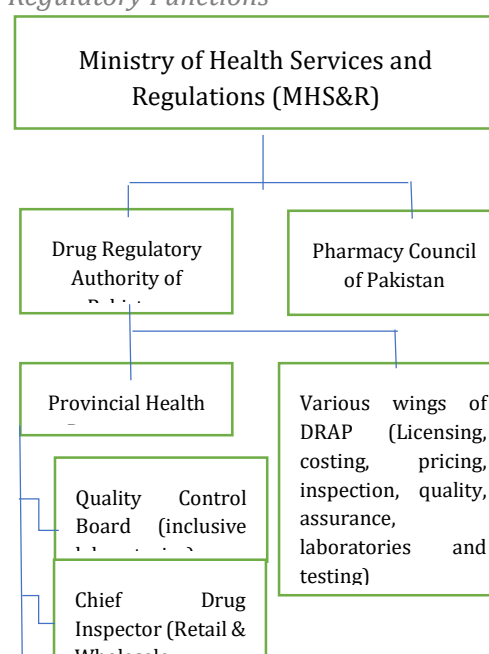 Regulatory Functions
Ministry of Health Services and
Regulations (MHS&R)
Drug Regulatory
Authority of
Pharmacy Council
of Pakistan
Provincial Health
Various wings of
DRAP (Licensing,
costing, pricing,
inspection, quality,
assurance,
laboratories and
testing)
Quality Control
Board (inclusive
Chief Drug
Inspector (Retail &